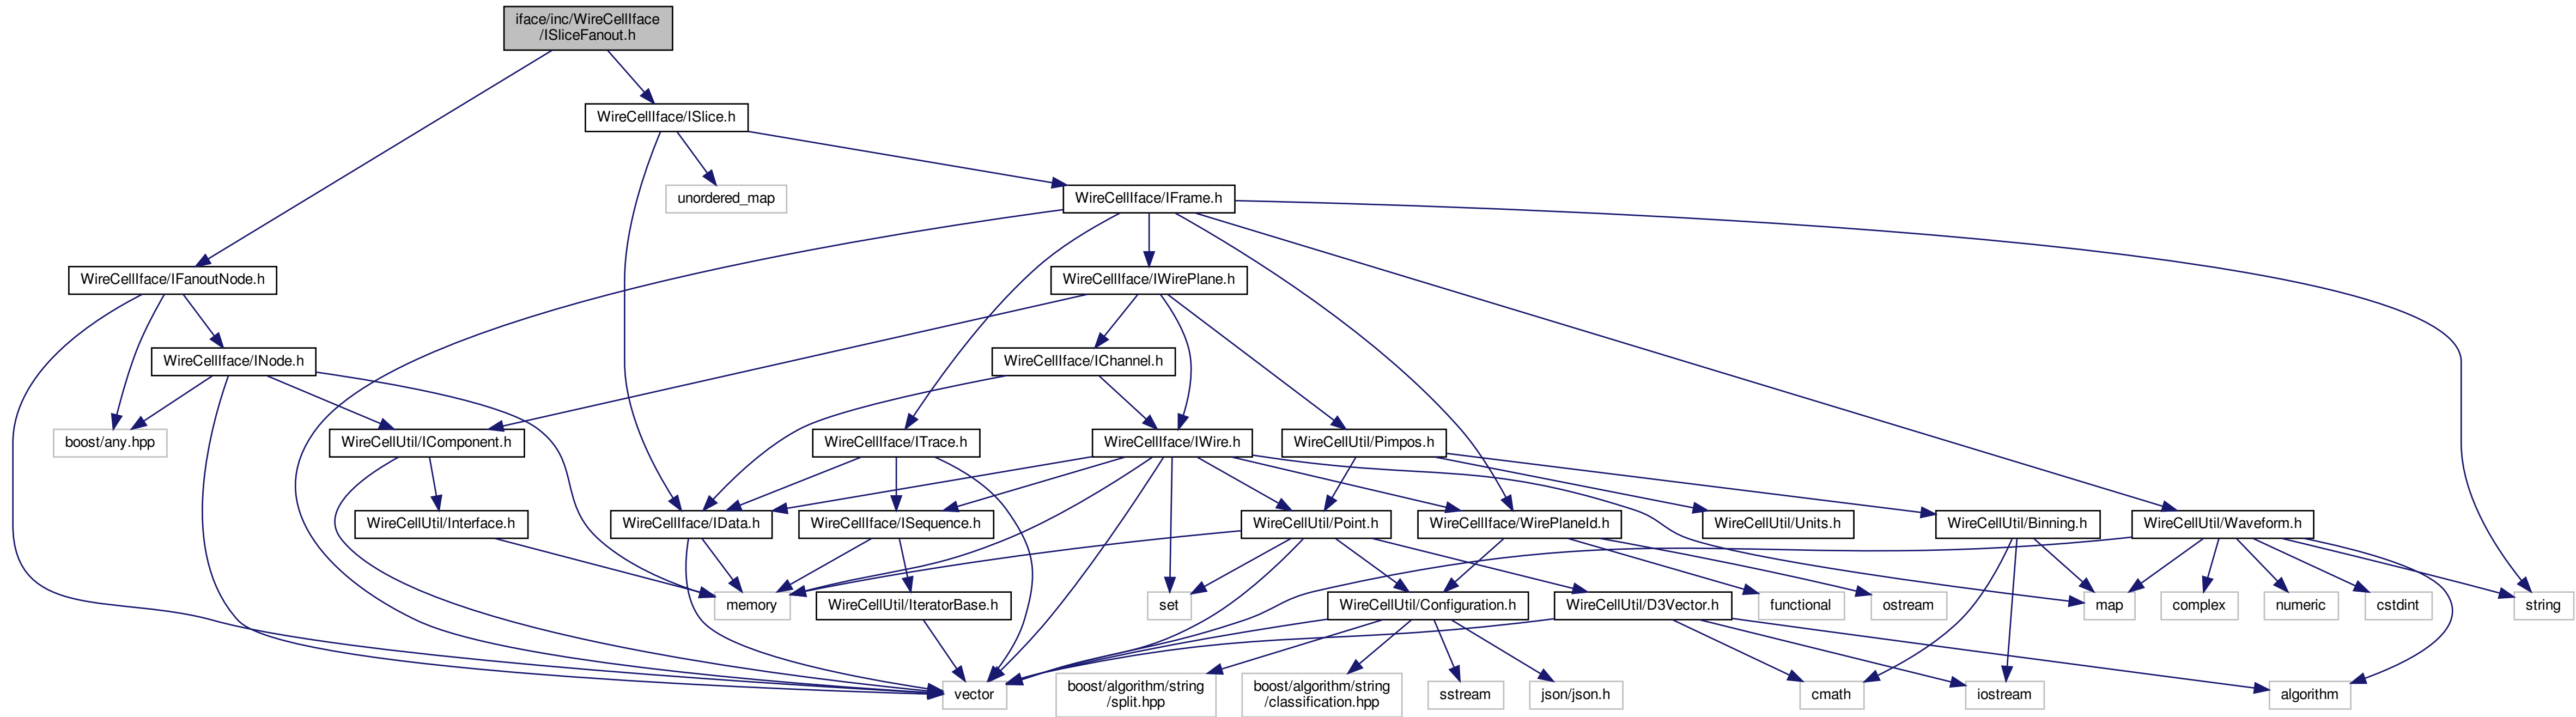 iface/inc/WireCellIface
/ISliceFanout.h
WireCellIface/ISlice.h
unordered_map
WireCellIface/IFrame.h
WireCellIface/IFanoutNode.h
WireCellIface/IWirePlane.h
WireCellIface/INode.h
WireCellIface/IChannel.h
boost/any.hpp
WireCellUtil/IComponent.h
WireCellIface/ITrace.h
WireCellIface/IWire.h
WireCellUtil/Pimpos.h
WireCellUtil/Interface.h
WireCellIface/IData.h
WireCellIface/ISequence.h
WireCellUtil/Point.h
WireCellIface/WirePlaneId.h
WireCellUtil/Units.h
WireCellUtil/Binning.h
WireCellUtil/Waveform.h
memory
WireCellUtil/IteratorBase.h
set
WireCellUtil/Configuration.h
WireCellUtil/D3Vector.h
functional
ostream
map
complex
numeric
cstdint
string
vector
boost/algorithm/string
/split.hpp
boost/algorithm/string
/classification.hpp
sstream
json/json.h
cmath
iostream
algorithm